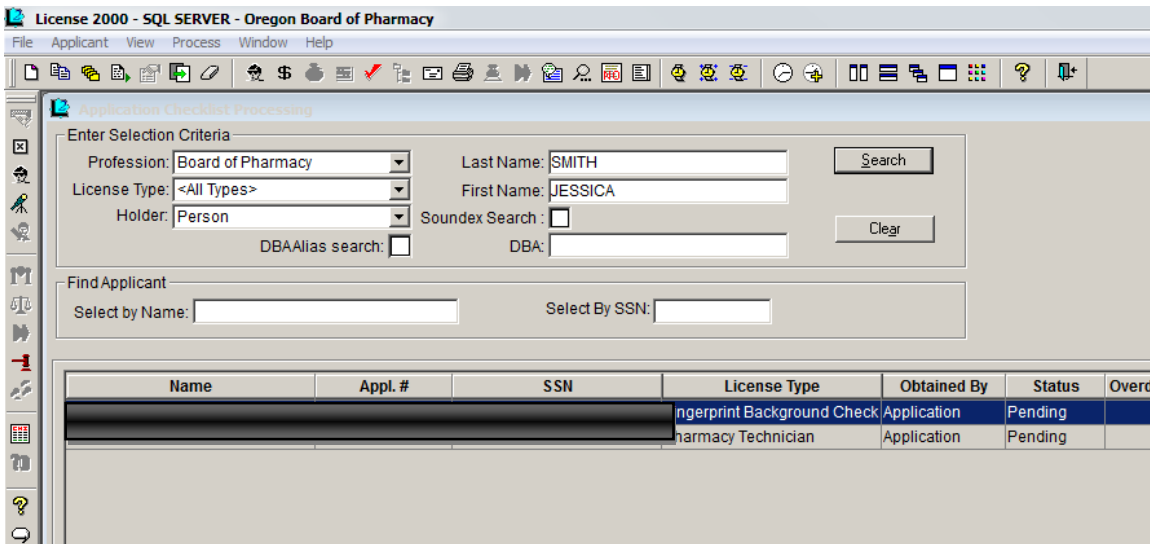 License 2000 - SQL SERVER - Oregon Board of Pharmacy
File Applicant View Process Window Help
Application Checklist Processing
Enter Selection Criteria
Profession: Board of Pharmacy Last Name: SMITH Search
License Type: <All Types> First Name: JESSICA
Holder: Person Soundex Search : Clear
DBAAlias search: DBA:
Find Applicant
Select by Name: Select By SSN:
Name Appl. # SSN License Type Obtained By Status Overd
ngerprint Background Check Application Pending
harmacy Technician Application Pending